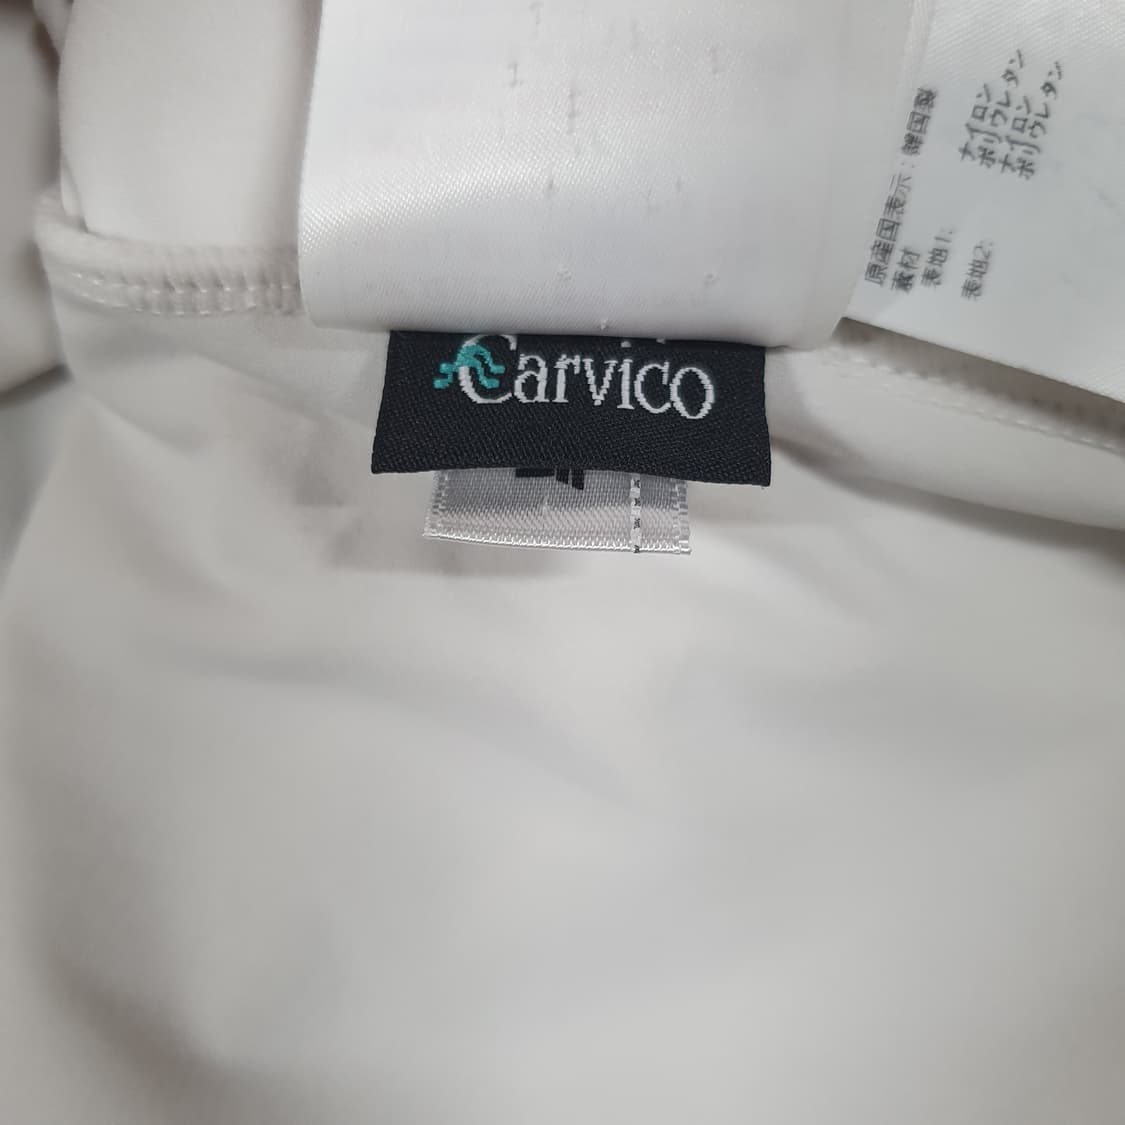 Carvico
原産国表示: 韓国製
素材
表地1: ナイロン
ポリウレタン
表地2: ナイロン
ポリウレタン